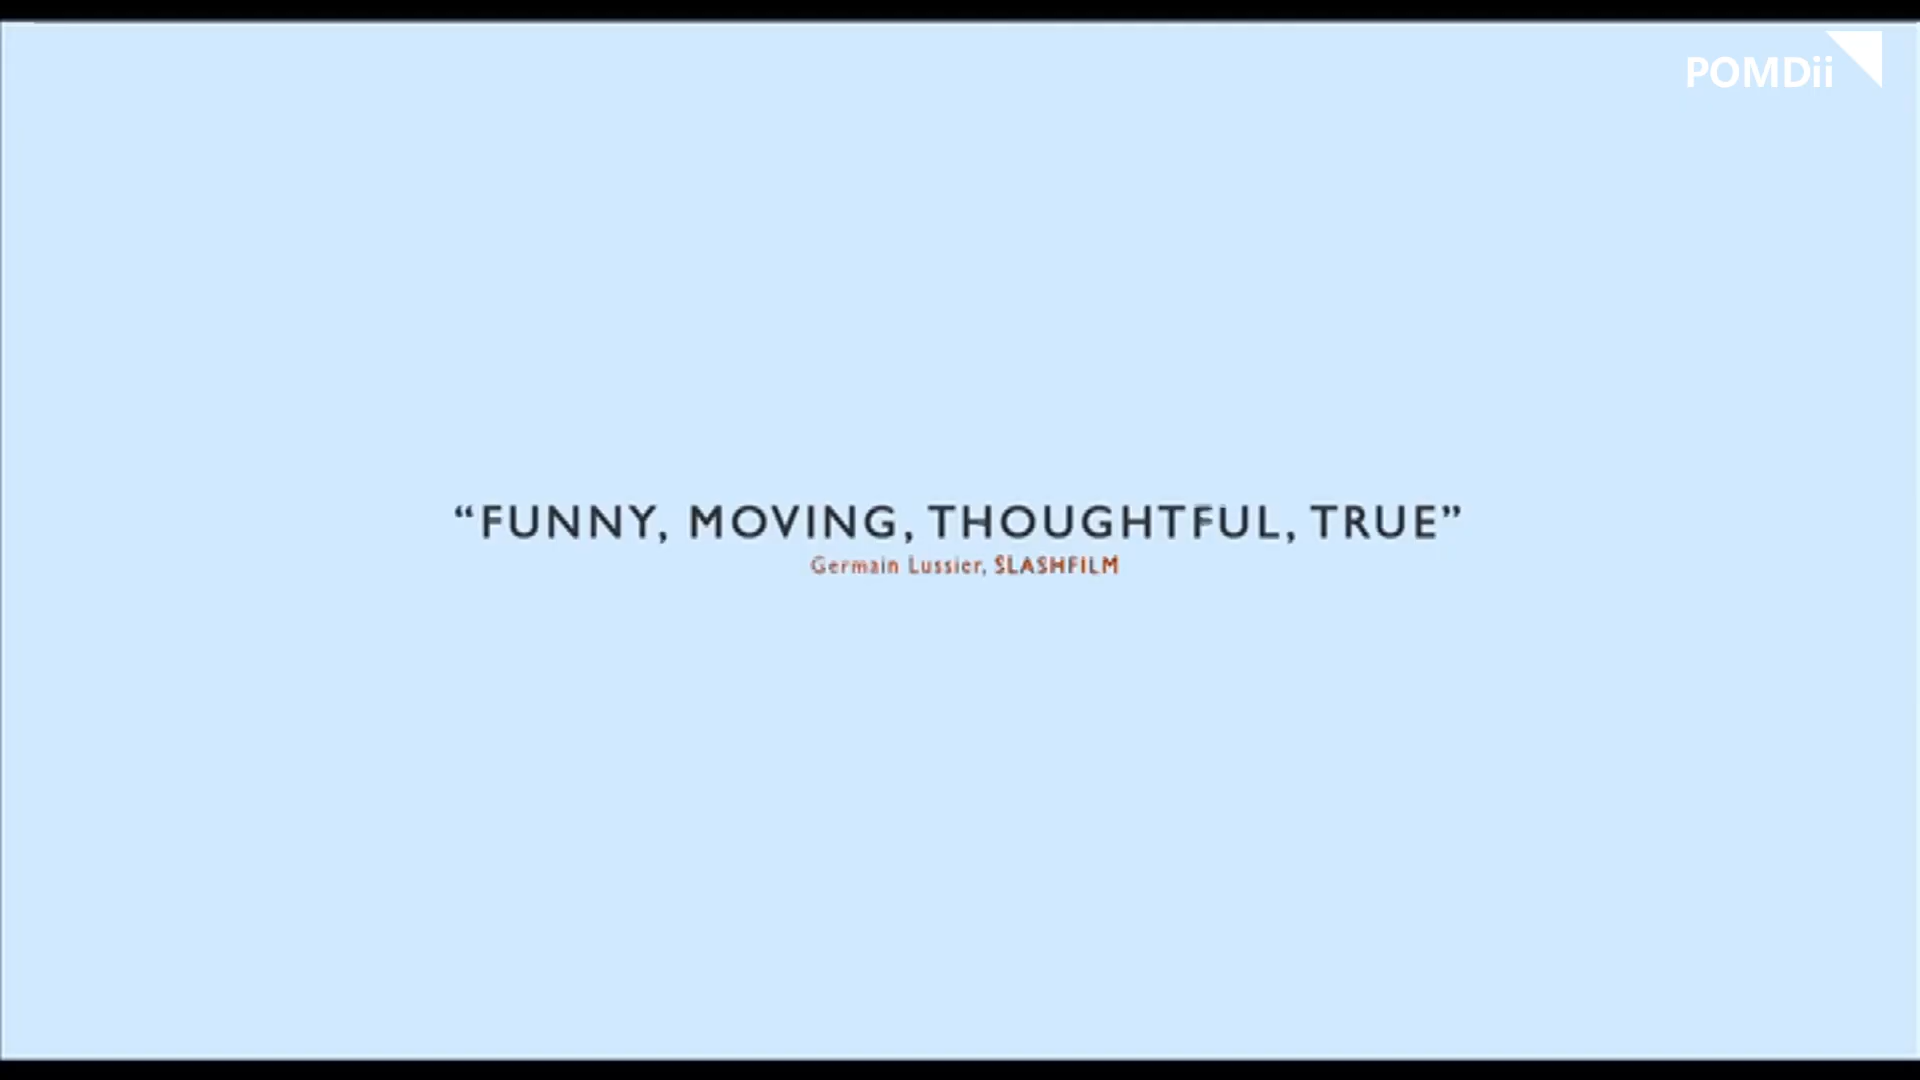 POMDii
“FUNNY, MOVING, THOUGHTFUL, TRUE”
Germain Lussier, SLASHFILM